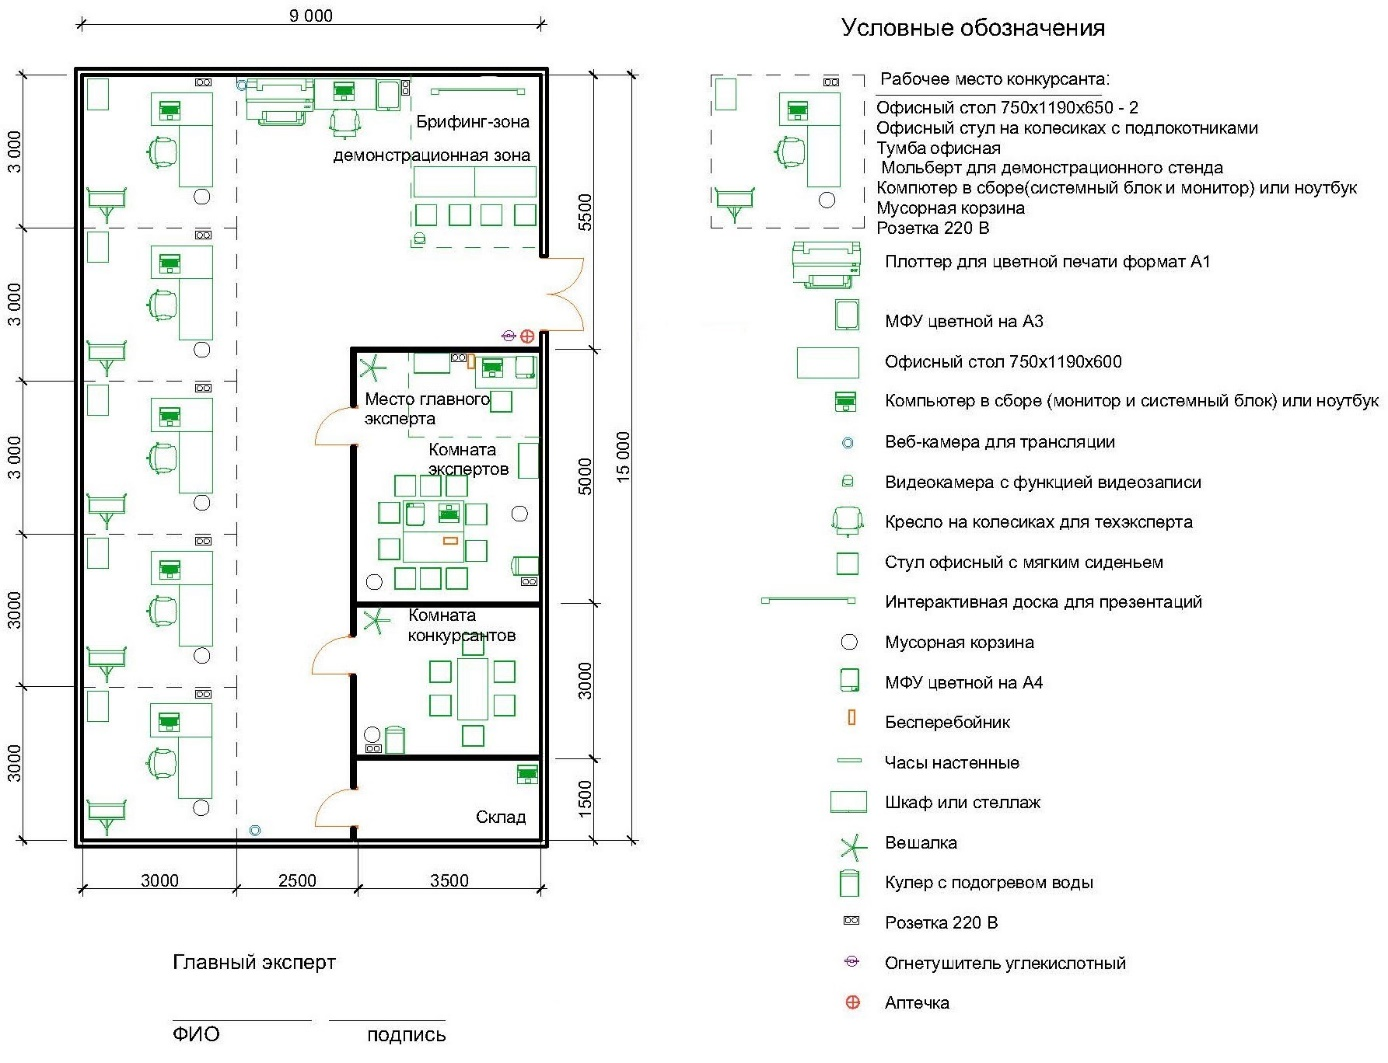 9 000
3 000
3 000
3 000
3000
3000
Брифинг-зона
демонстрационная зона
5500
Место главного
эксперта
Комната
экспертов
5000
15 000
Комната
конкурсантов
3000
Склад
1500
3000
2500
3500
Главный эксперт
ФИО
подпись
Условные обозначения
Рабочее место конкурсанта:
Офисный стол 750x1190x650 - 2
Офисный стул на колесиках с подлокотниками
Тумба офисная
Мольберт для демонстрационного стенда
Компютер в сборе(системный блок и монитор) или ноутбук
Мусорная корзина
Розетка 220 В
Плоттер для цветной печати формат А1
МФУ цветной на А3
Офисный стол 750x1190x600
Компьютер в сборе (монитор и системный блок) или ноутбук
Веб-камера для трансляции
Видеокамера с функцией видеозаписи
Кресло на колесиках для техэксперта
Стул офисный с мягким сиденьем
Интерактивная доска для презентаций
Мусорная корзина
МФУ цветной на А4
Бесперебойник
Часы настенные
Шкаф или стеллаж
Вешалка
Кулер с подогревом воды
Розетка 220 В
Огнетушитель углекислотный
Аптечка